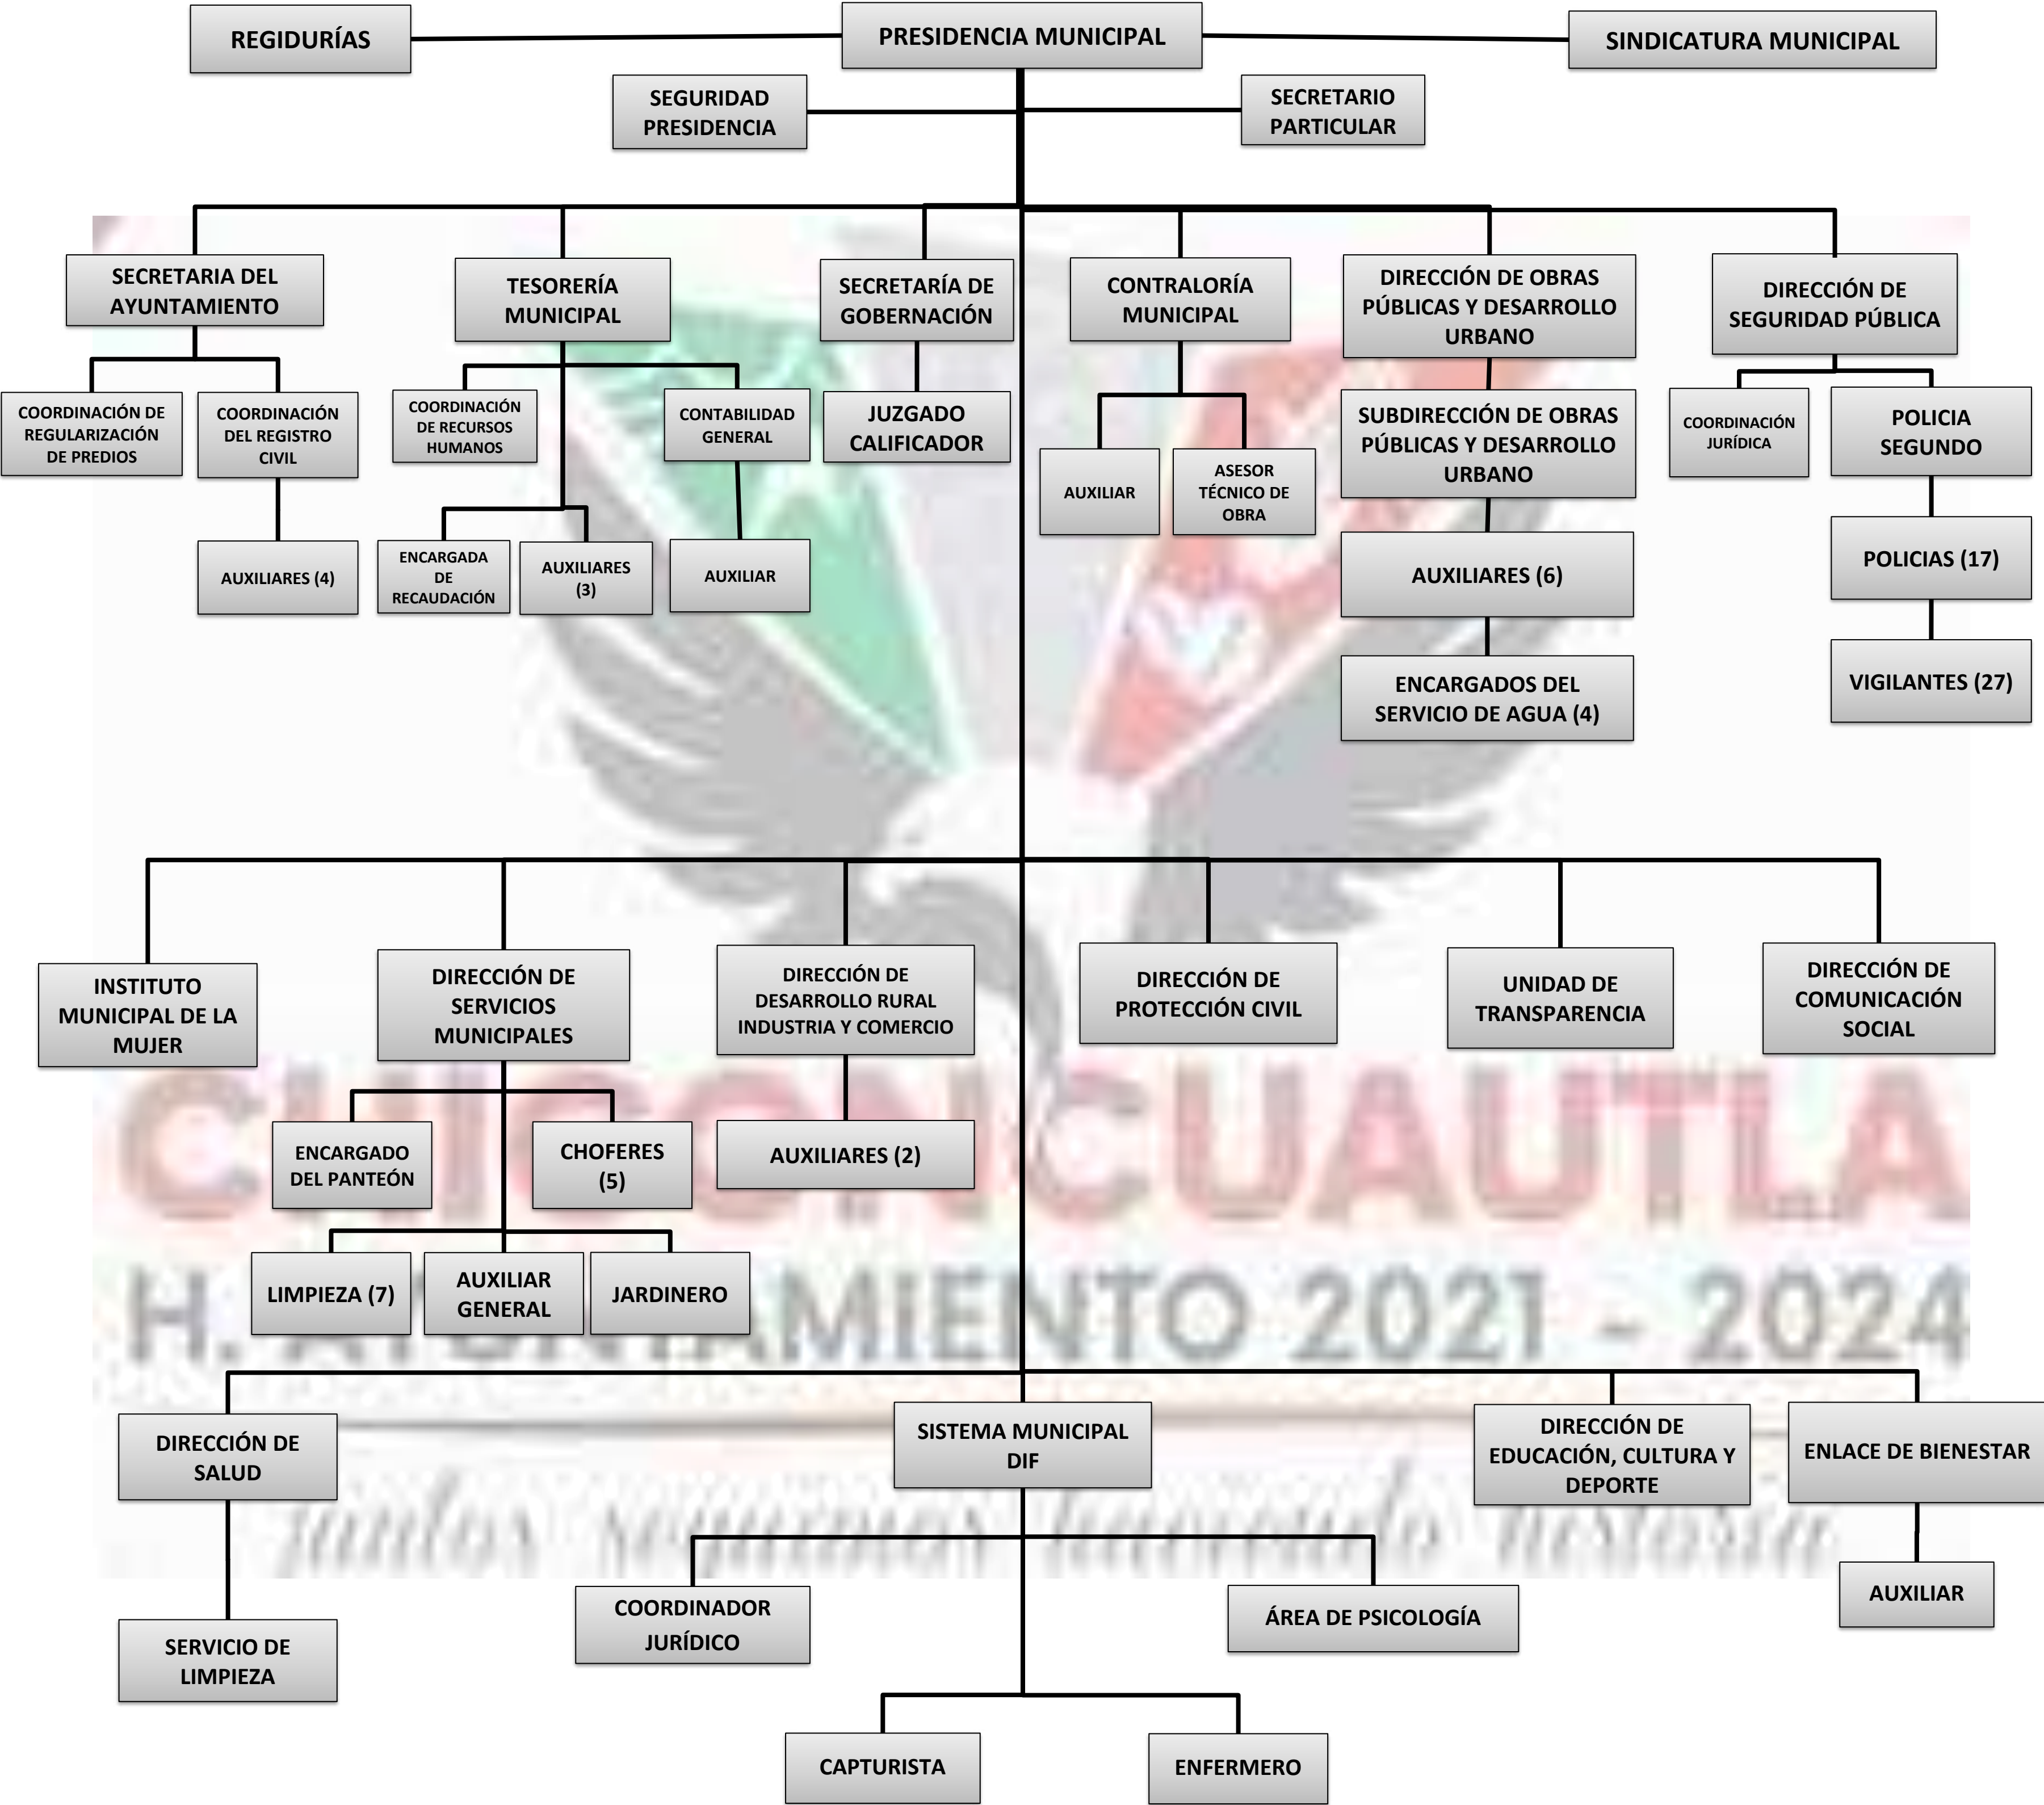 REGIDURÍAS
PRESIDENCIA MUNICIPAL
SINDICATURA MUNICIPAL
SEGURIDAD
PRESIDENCIA
SECRETARIO
PARTICULAR
SECRETARIA DEL
AYUNTAMIENTO
TESORERÍA
MUNICIPAL
SECRETARÍA DE
GOBERNACIÓN
CONTRALORÍA
MUNICIPAL
DIRECCIÓN DE OBRAS
PÚBLICAS Y DESARROLLO
URBANO
DIRECCIÓN DE
SEGURIDAD PÚBLICA
COORDINACIÓN DE
REGULARIZACIÓN
DE PREDIOS
COORDINACIÓN
DEL REGISTRO
CIVIL
COORDINACIÓN
DE RECURSOS
HUMANOS
CONTABILIDAD
GENERAL
JUZGADO
CALIFICADOR
AUXILIAR
ASESOR
TÉCNICO DE
OBRA
SUBDIRECCIÓN DE OBRAS
PÚBLICAS Y DESARROLLO
URBANO
COORDINACIÓN
JURÍDICA
POLICIA
SEGUNDO
AUXILIARES (4)
ENCARGADA
DE
RECAUDACIÓN
AUXILIARES
(3)
AUXILIAR
AUXILIARES (6)
POLICIAS (17)
ENCARGADOS DEL
SERVICIO DE AGUA (4)
VIGILANTES (27)
INSTITUTO
MUNICIPAL DE LA
MUJER
DIRECCIÓN DE
SERVICIOS
MUNICIPALES
DIRECCIÓN DE
DESARROLLO RURAL
INDUSTRIA Y COMERCIO
DIRECCIÓN DE
PROTECCIÓN CIVIL
UNIDAD DE
TRANSPARENCIA
DIRECCIÓN DE
COMUNICACIÓN
SOCIAL
CHICONCUAUTLA
ENCARGADO
DEL PANTEÓN
CHOFERES
(5)
AUXILIARES (2)
LIMPIEZA (7)
AUXILIAR
GENERAL
JARDINERO
H. AYUNTAMIENTO 2021 - 2024
DIRECCIÓN DE
SALUD
SISTEMA MUNICIPAL
DIF
DIRECCIÓN DE
EDUCACIÓN, CULTURA Y
DEPORTE
ENLACE DE BIENESTAR
Juntos seguimos haciendo historia
SERVICIO DE
LIMPIEZA
COORDINADOR
JURÍDICO
ÁREA DE PSICOLOGÍA
AUXILIAR
CAPTURISTA
ENFERMERO